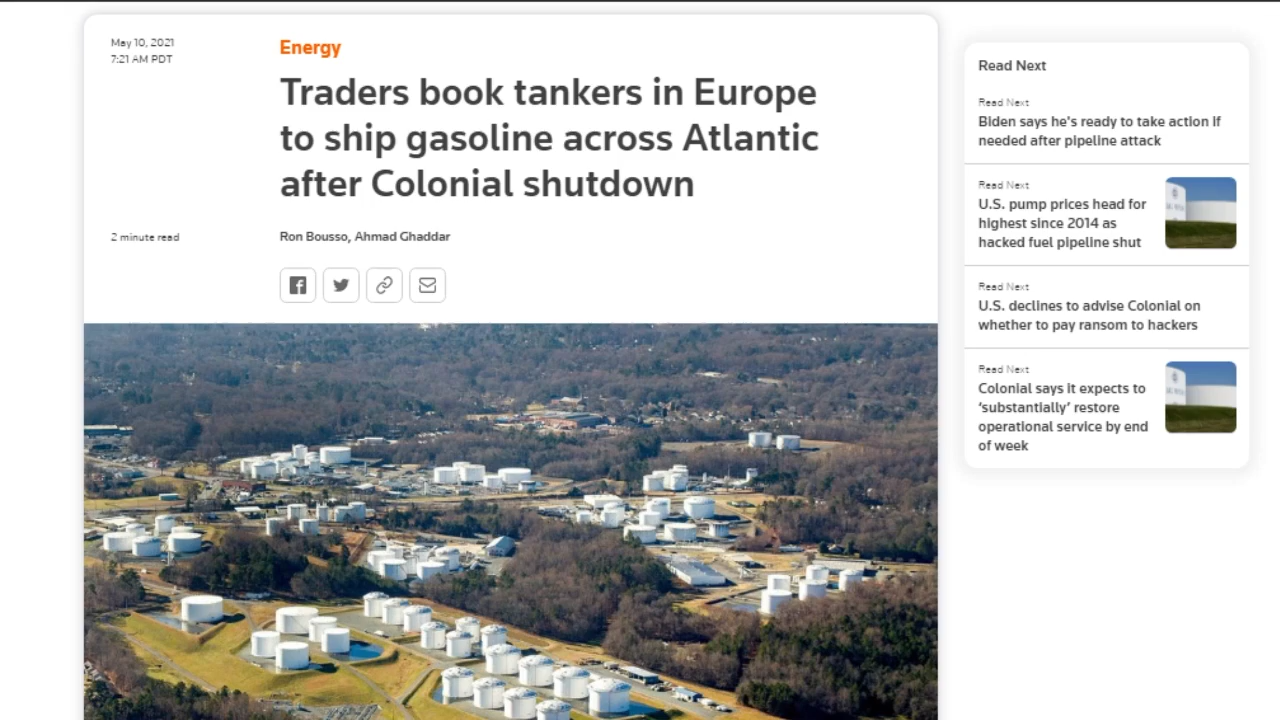 May 10, 2021
7:21 AM PDT
Energy
Traders book tankers in Europe
to ship gasoline across Atlantic
after Colonial shutdown
2 minute read
Ron Bousso, Ahmad Ghaddar
Read Next
Read Next
Biden says he's ready to take action if
needed after pipeline attack
Read Next
U.S. pump prices head for
highest since 2014 as
hacked fuel pipeline shut
Read Next
U.S. declines to advise Colonial on
whether to pay ransom to hackers
Read Next
Colonial says it expects to
‘substantially’ restore
operational service by end
of week